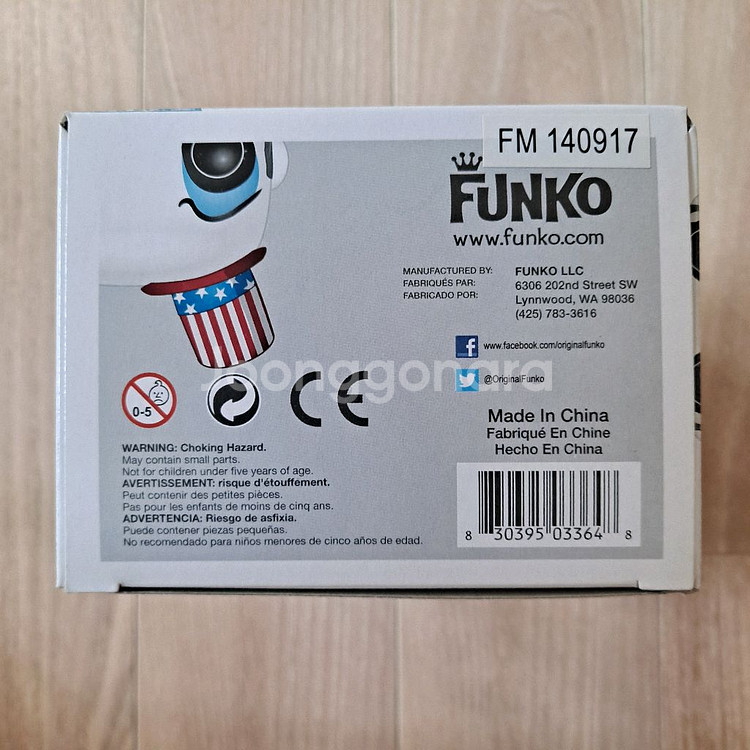 FM 140917
FUNKO
www.funko.com
MANUFACTURED BY: FUNKO LLC
FABRIQUÉS PAR: 6306 202nd Street SW
FABRICADO POR: Lynnwood, WA 98036
(425) 783-3616
f www.facebook.com/originalfunko
@OriginalFunko
joonggonara
0-5
CE
WARNING: Choking Hazard.
May contain small parts.
Not for children under five years of age.
AVERTISSEMENT: risque d'étouffement.
Peut contenir des petites pièces.
Pas pour les enfants de moins de cinq ans.
ADVERTENCIA: Riesgo de asfixia.
Puede contener piezas pequeñas.
No recomendado para niños menores de cinco años de edad.
Made In China
Fabriqué En Chine
Hecho En China
8 30395 03364 8